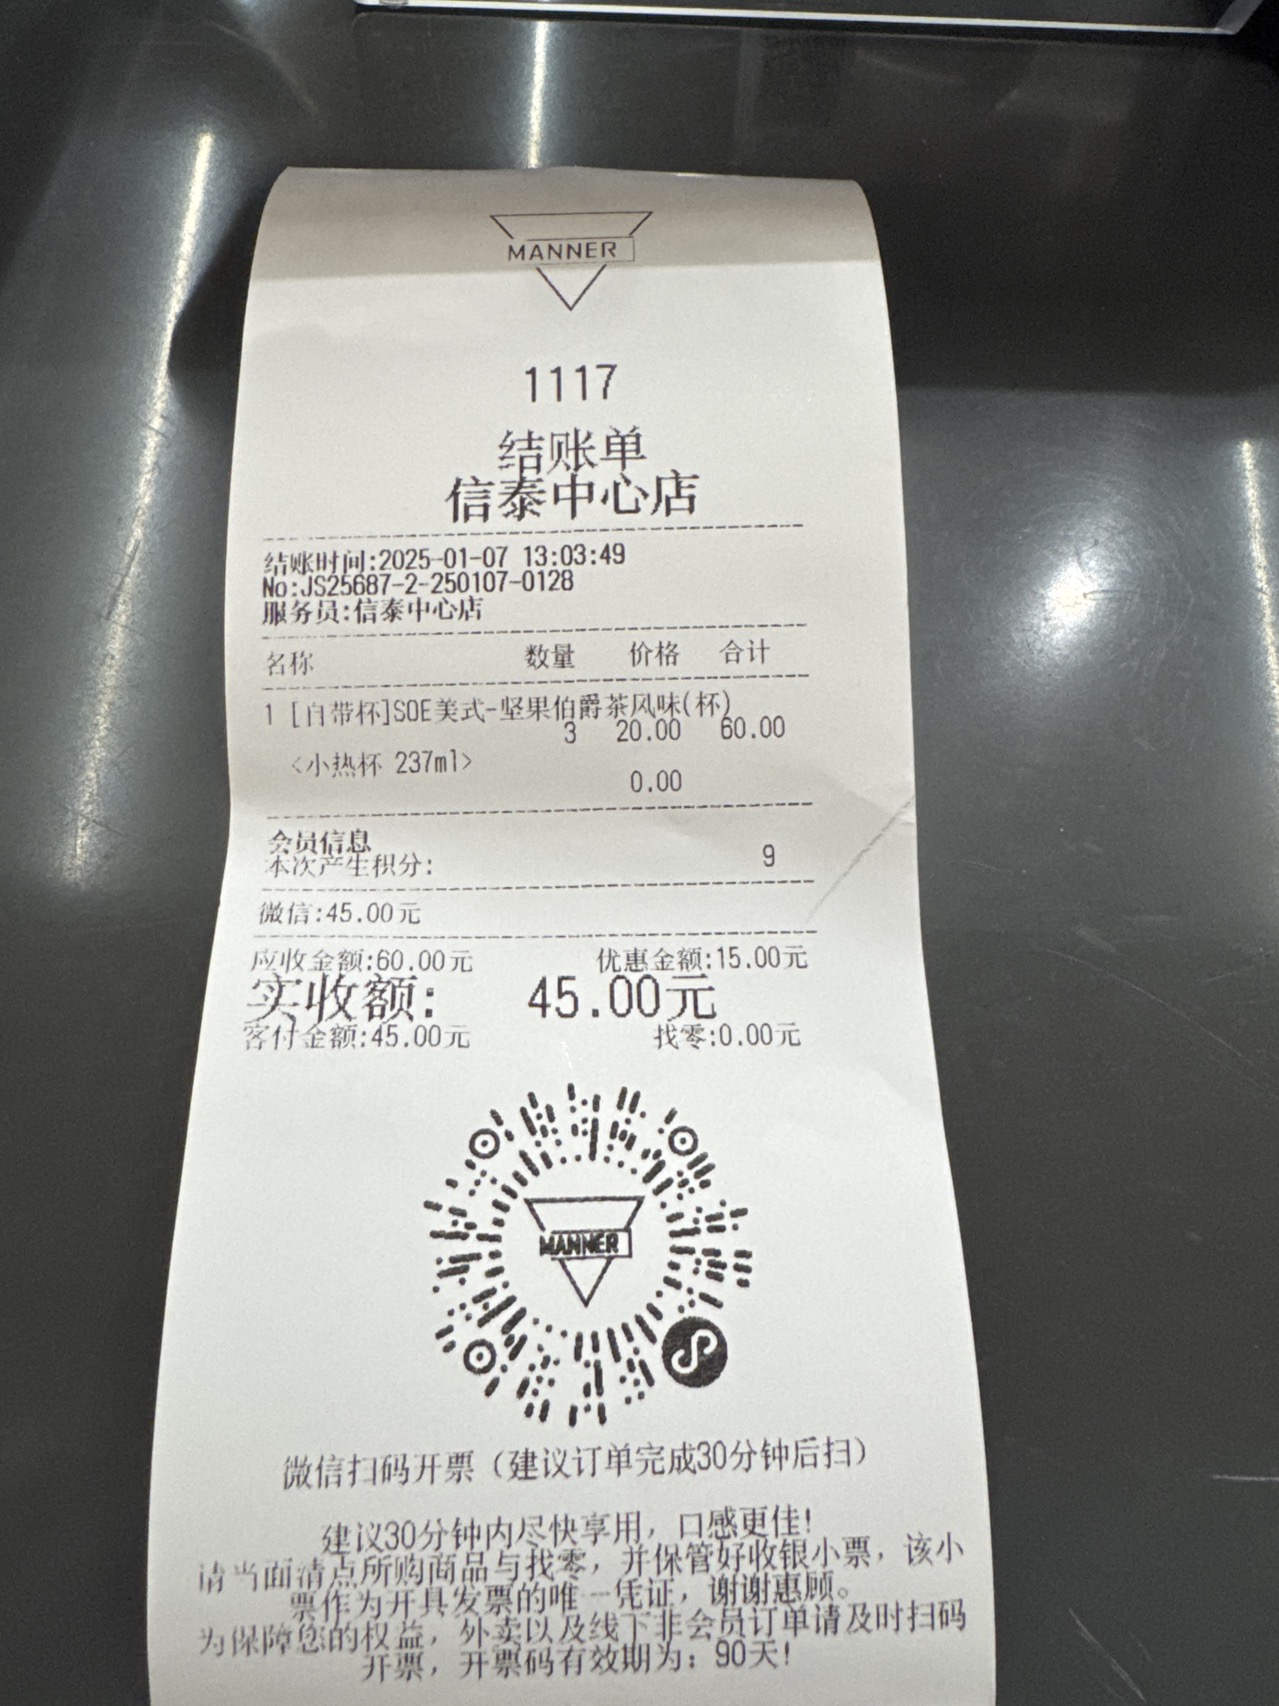 MANNER
1117
结账单
信泰中心店
结账时间:2025-01-07 13:03:49
No:JS25687-2-250107-0128
服务员:信泰中心店
名称 数量 价格 合计
1 [自带杯]SOE美式-坚果伯爵茶风味(杯)
3 20.00 60.00
<小热杯 237ml>
0.00
会员信息
本次产生积分: 9
微信:45.00元
应收金额:60.00元 优惠金额:15.00元
实收额: 45.00元
客付金额:45.00元 找零:0.00元
MANNER
微信扫码开票（建议订单完成30分钟后扫）
建议30分钟内尽快享用，口感更佳!
请当面清点所购商品与找零，并保管好收银小票，该小
票作为开具发票的唯一凭证，谢谢惠顾。
为保障您的权益，外卖以及线下非会员订单请及时扫码
开票，开票码有效期为：90天!